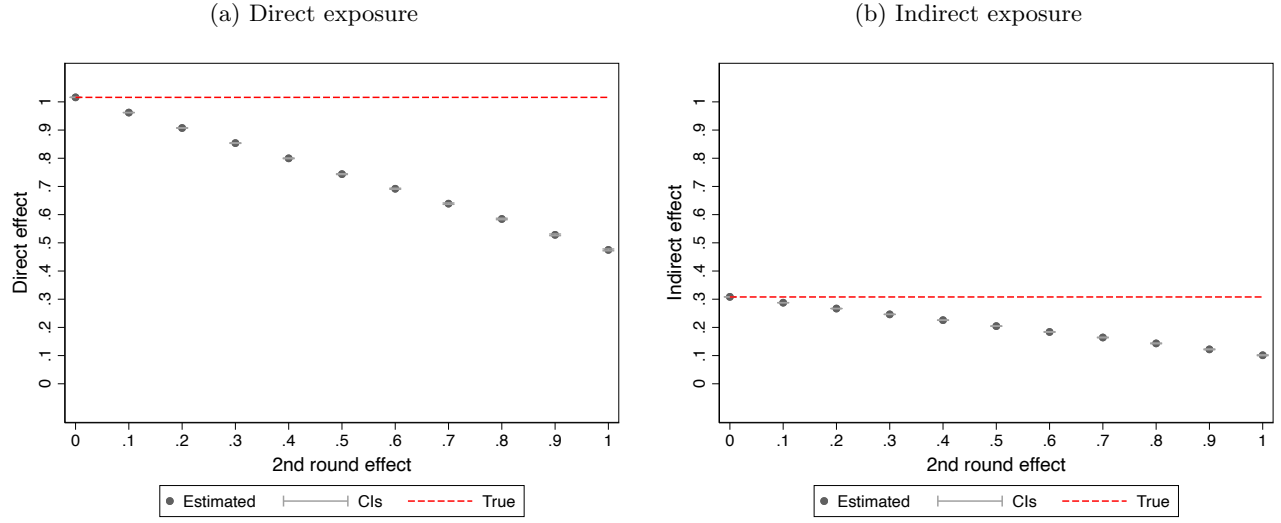 (a) Direct exposure
Direct effect
1
.9
.8
.7
.6
.5
.4
.3
.2
.1
0
0 .1 .2 .3 .4 .5 .6 .7 .8 .9 1
2nd round effect
Estimated CIs True
(b) Indirect exposure
Indirect effect
1
.9
.8
.7
.6
.5
.4
.3
.2
.1
0
0 .1 .2 .3 .4 .5 .6 .7 .8 .9 1
2nd round effect
Estimated CIs True